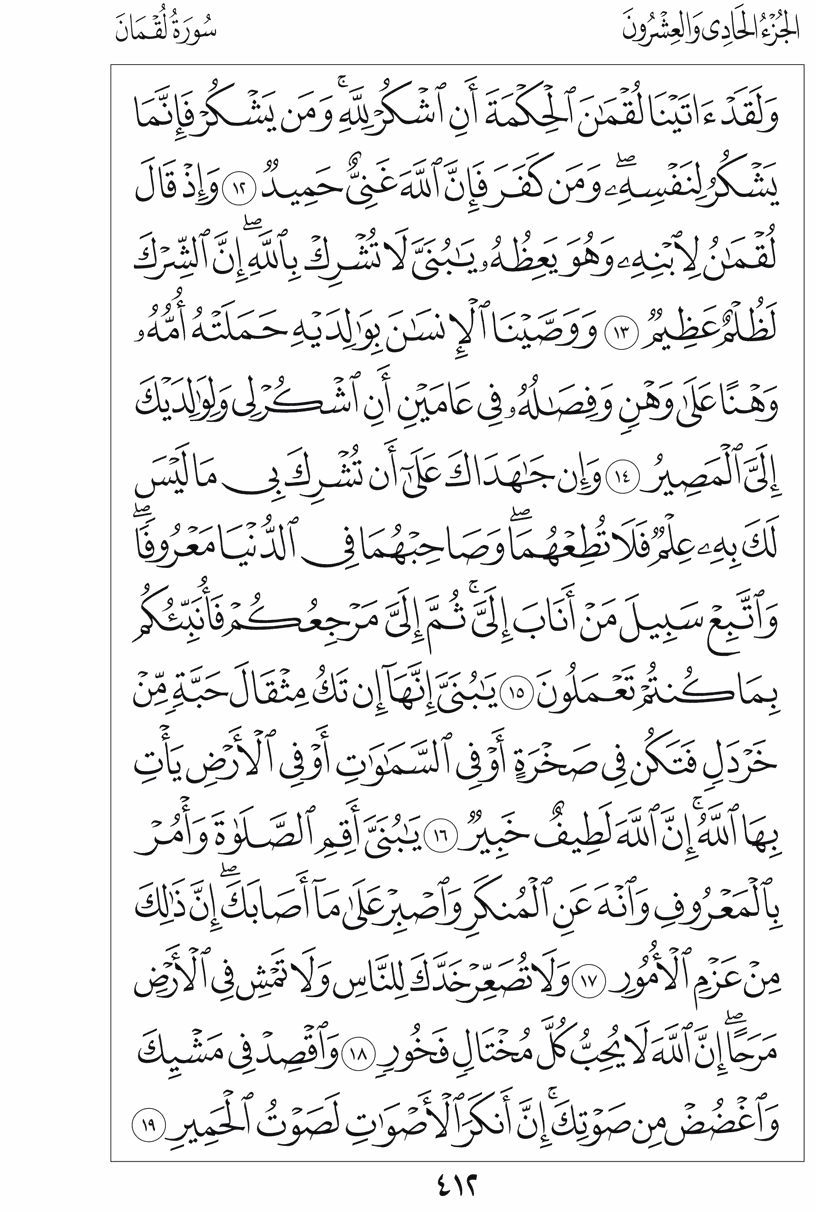 الجُزْءُ الحَادِى وَالعِشْرُونَ
سُورَةُ لُقْمَانَ
وَلَقَدْ ءَاتَيْنَا لُقْمَٰنَ ٱلْحِكْمَةَ أَنِ ٱشْكُرْ لِلَّهِۚ وَمَن يَشْكُرْ فَإِنَّمَا
يَشْكُرُ لِنَفْسِهِۦۖ وَمَن كَفَرَ فَإِنَّ ٱللَّهَ غَنِىٌّ حَمِيدٌ ١٢ وَإِذْ قَالَ
لُقْمَٰنُ لِٱبْنِهِۦ وَهُوَ يَعِظُهُۥ يَٰبُنَىَّ لَا تُشْرِكْ بِٱللَّهِۖ إِنَّ ٱلشِّرْكَ
لَظُلْمٌ عَظِيمٌ ١٣ وَوَصَّيْنَا ٱلْإِنسَٰنَ بِوَٰلِدَيْهِ حَمَلَتْهُ أُمُّهُۥ
وَهْنًا عَلَىٰ وَهْنٍ وَفِصَٰلُهُۥ فِى عَامَيْنِ أَنِ ٱشْكُرْ لِى وَلِوَٰلِدَيْكَ
إِلَىَّ ٱلْمَصِيرُ ١٤ وَإِن جَٰهَدَاكَ عَلَىٰٓ أَن تُشْرِكَ بِى مَا لَيْسَ
لَكَ بِهِۦ عِلْمٌ فَلَا تُطِعْهُمَاۖ وَصَاحِبْهُمَا فِى ٱلدُّنْيَا مَعْرُوفًاۖ
وَٱتَّبِعْ سَبِيلَ مَنْ أَنَابَ إِلَىَّۚ ثُمَّ إِلَىَّ مَرْجِعُكُمْ فَأُنَبِّئُكُم
بِمَا كُنتُمْ تَعْمَلُونَ ١٥ يَٰبُنَىَّ إِنَّهَآ إِن تَكُ مِثْقَالَ حَبَّةٍ مِّنْ
خَرْدَلٍ فَتَكُن فِى صَخْرَةٍ أَوْ فِى ٱلسَّمَٰوَٰتِ أَوْ فِى ٱلْأَرْضِ يَأْتِ
بِهَا ٱللَّهُۚ إِنَّ ٱللَّهَ لَطِيفٌ خَبِيرٌ ١٦ يَٰبُنَىَّ أَقِمِ ٱلصَّلَوٰةَ وَأْمُرْ
بِٱلْمَعْرُوفِ وَٱنْهَ عَنِ ٱلْمُنكَرِ وَٱصْبِرْ عَلَىٰ مَآ أَصَابَكَۖ إِنَّ ذَٰلِكَ
مِنْ عَزْمِ ٱلْأُمُورِ ١٧ وَلَا تُصَعِّرْ خَدَّكَ لِلنَّاسِ وَلَا تَمْشِ فِى ٱلْأَرْضِ
مَرَحًاۖ إِنَّ ٱللَّهَ لَا يُحِبُّ كُلَّ مُخْتَالٍ فَخُورٍ ١٨ وَٱقْصِدْ فِى مَشْيِكَ
وَٱغْضُضْ مِن صَوْتِكَۚ إِنَّ أَنكَرَ ٱلْأَصْوَٰتِ لَصَوْتُ ٱلْحَمِيرِ ١٩
٤١٢